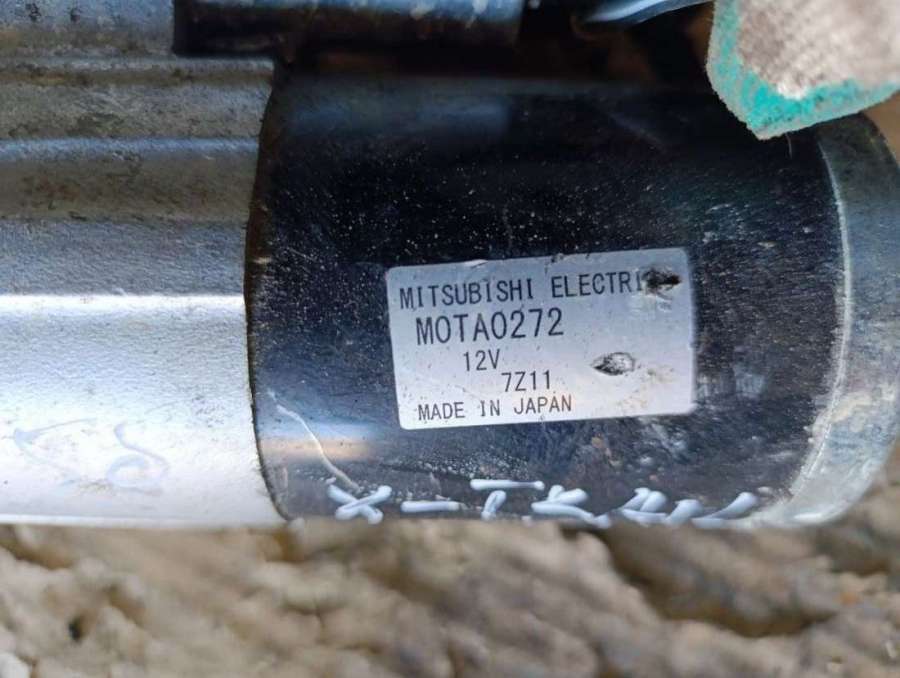 MITSUBISHI ELECTRI
MOTA0272
12V
7Z11
MADE IN JAPAN